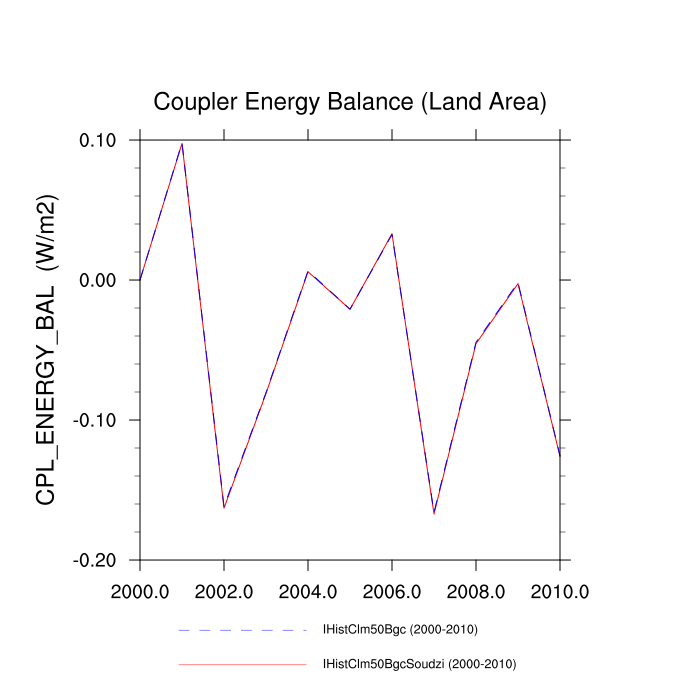 Coupler Energy Balance (Land Area)
CPL_ENERGY_BAL (W/m2)
0.10
0.00
-0.10
-0.20
2000.0 2002.0 2004.0 2006.0 2008.0 2010.0
IHistClm50Bgc (2000-2010)
IHistClm50BgcSoudzi (2000-2010)